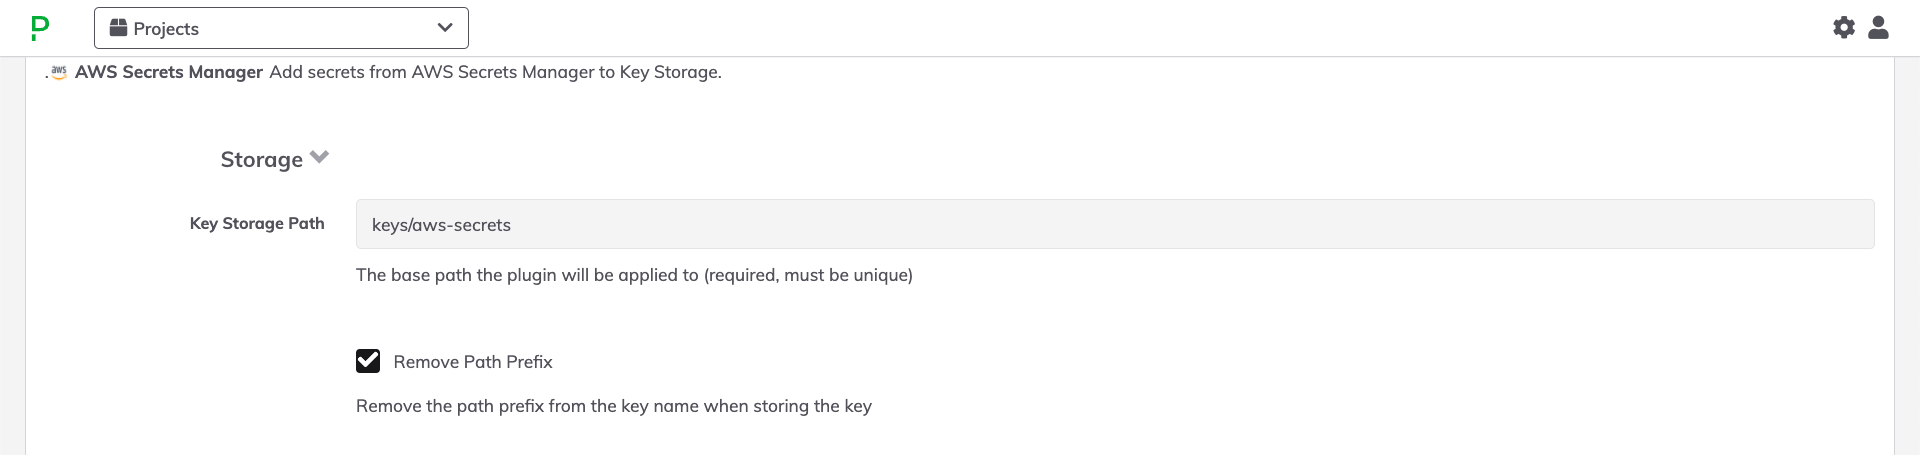 P
Projects
. aws AWS Secrets Manager Add secrets from AWS Secrets Manager to Key Storage.
Storage
Key Storage Path
keys/aws-secrets
The base path the plugin will be applied to (required, must be unique)
Remove Path Prefix
Remove the path prefix from the key name when storing the key